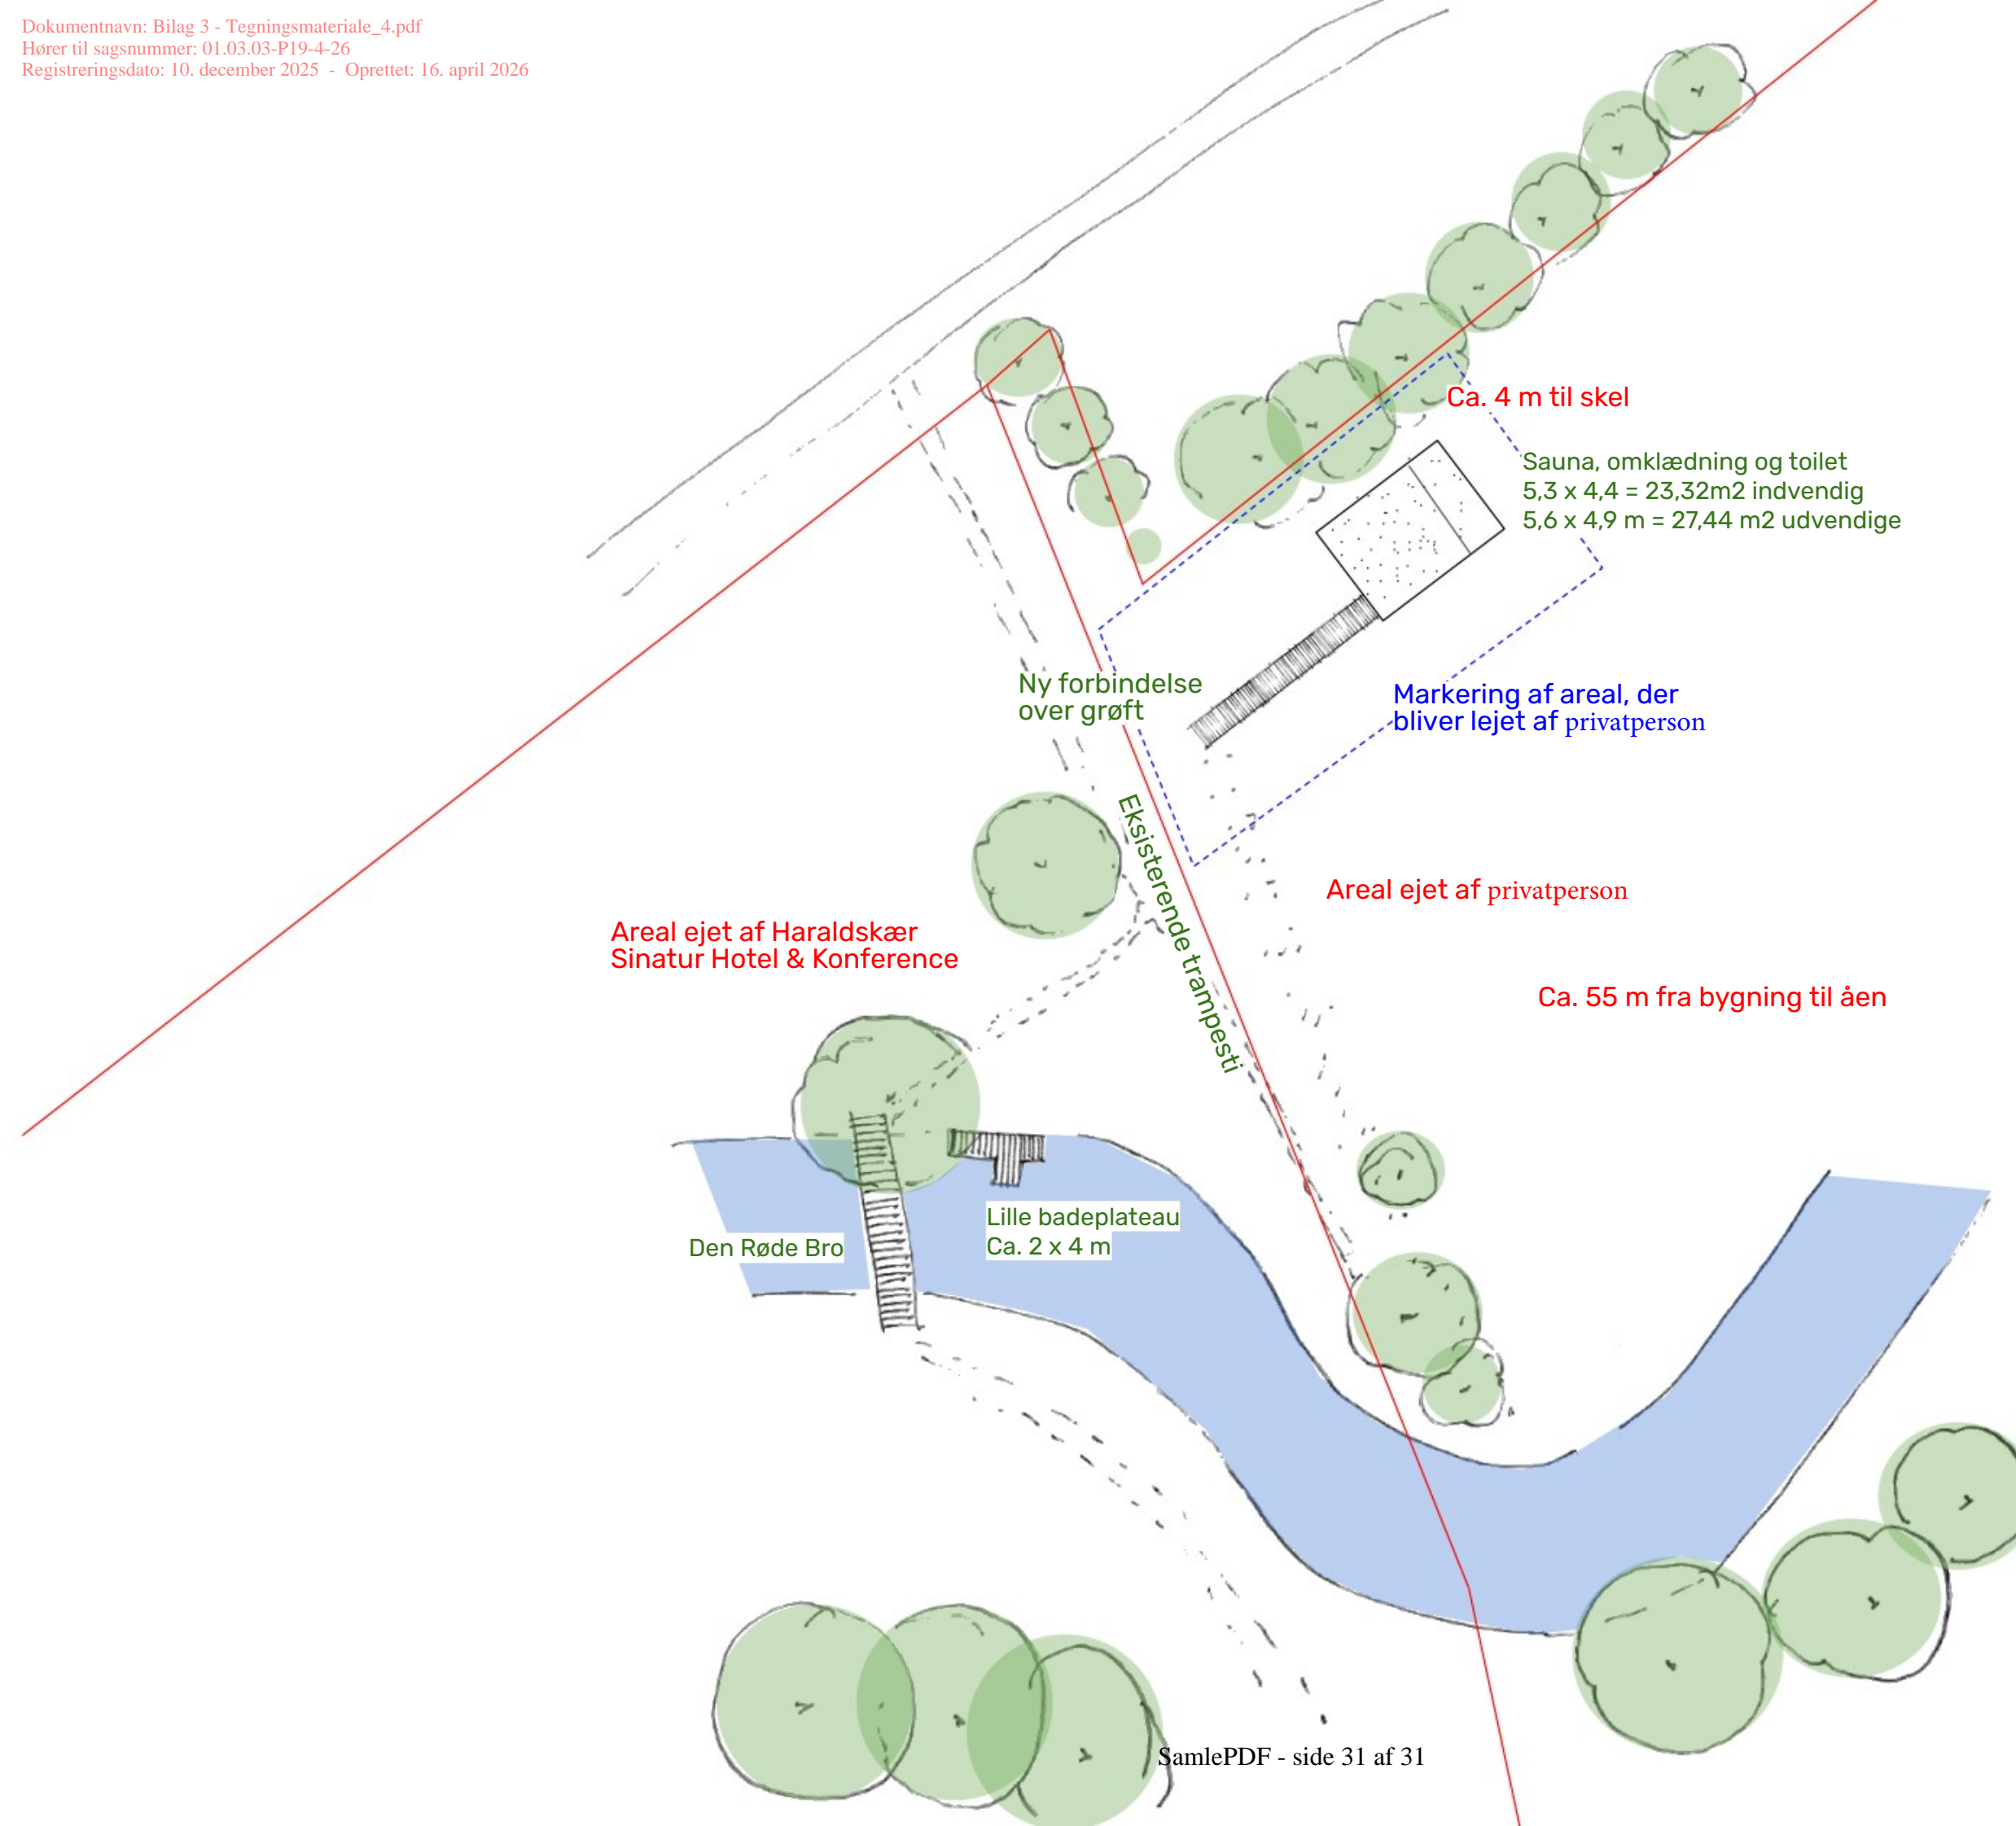 Dokumentnavn: Bilag 3 - Tegningsmateriale_4.pdf
Hører til sagsnummer: 01.03.03-P19-4-26
Registreringsdato: 10. december 2025 - Oprettet: 16. april 2026
Ca. 4 m til skel
Sauna, omklædning og toilet
5,3 x 4,4 = 23,32m2 indvendig
5,6 x 4,9 m = 27,44 m2 udvendige
Ny forbindelse
over grøft
Markering af areal, der
bliver lejet af privatperson
Eksisterende trampesti
Areal ejet af privatperson
Areal ejet af Haraldskær
Sinatur Hotel & Konference
Ca. 55 m fra bygning til åen
Lille badeplateau
Ca. 2 x 4 m
Den Røde Bro
SamlePDF - side 31 af 31